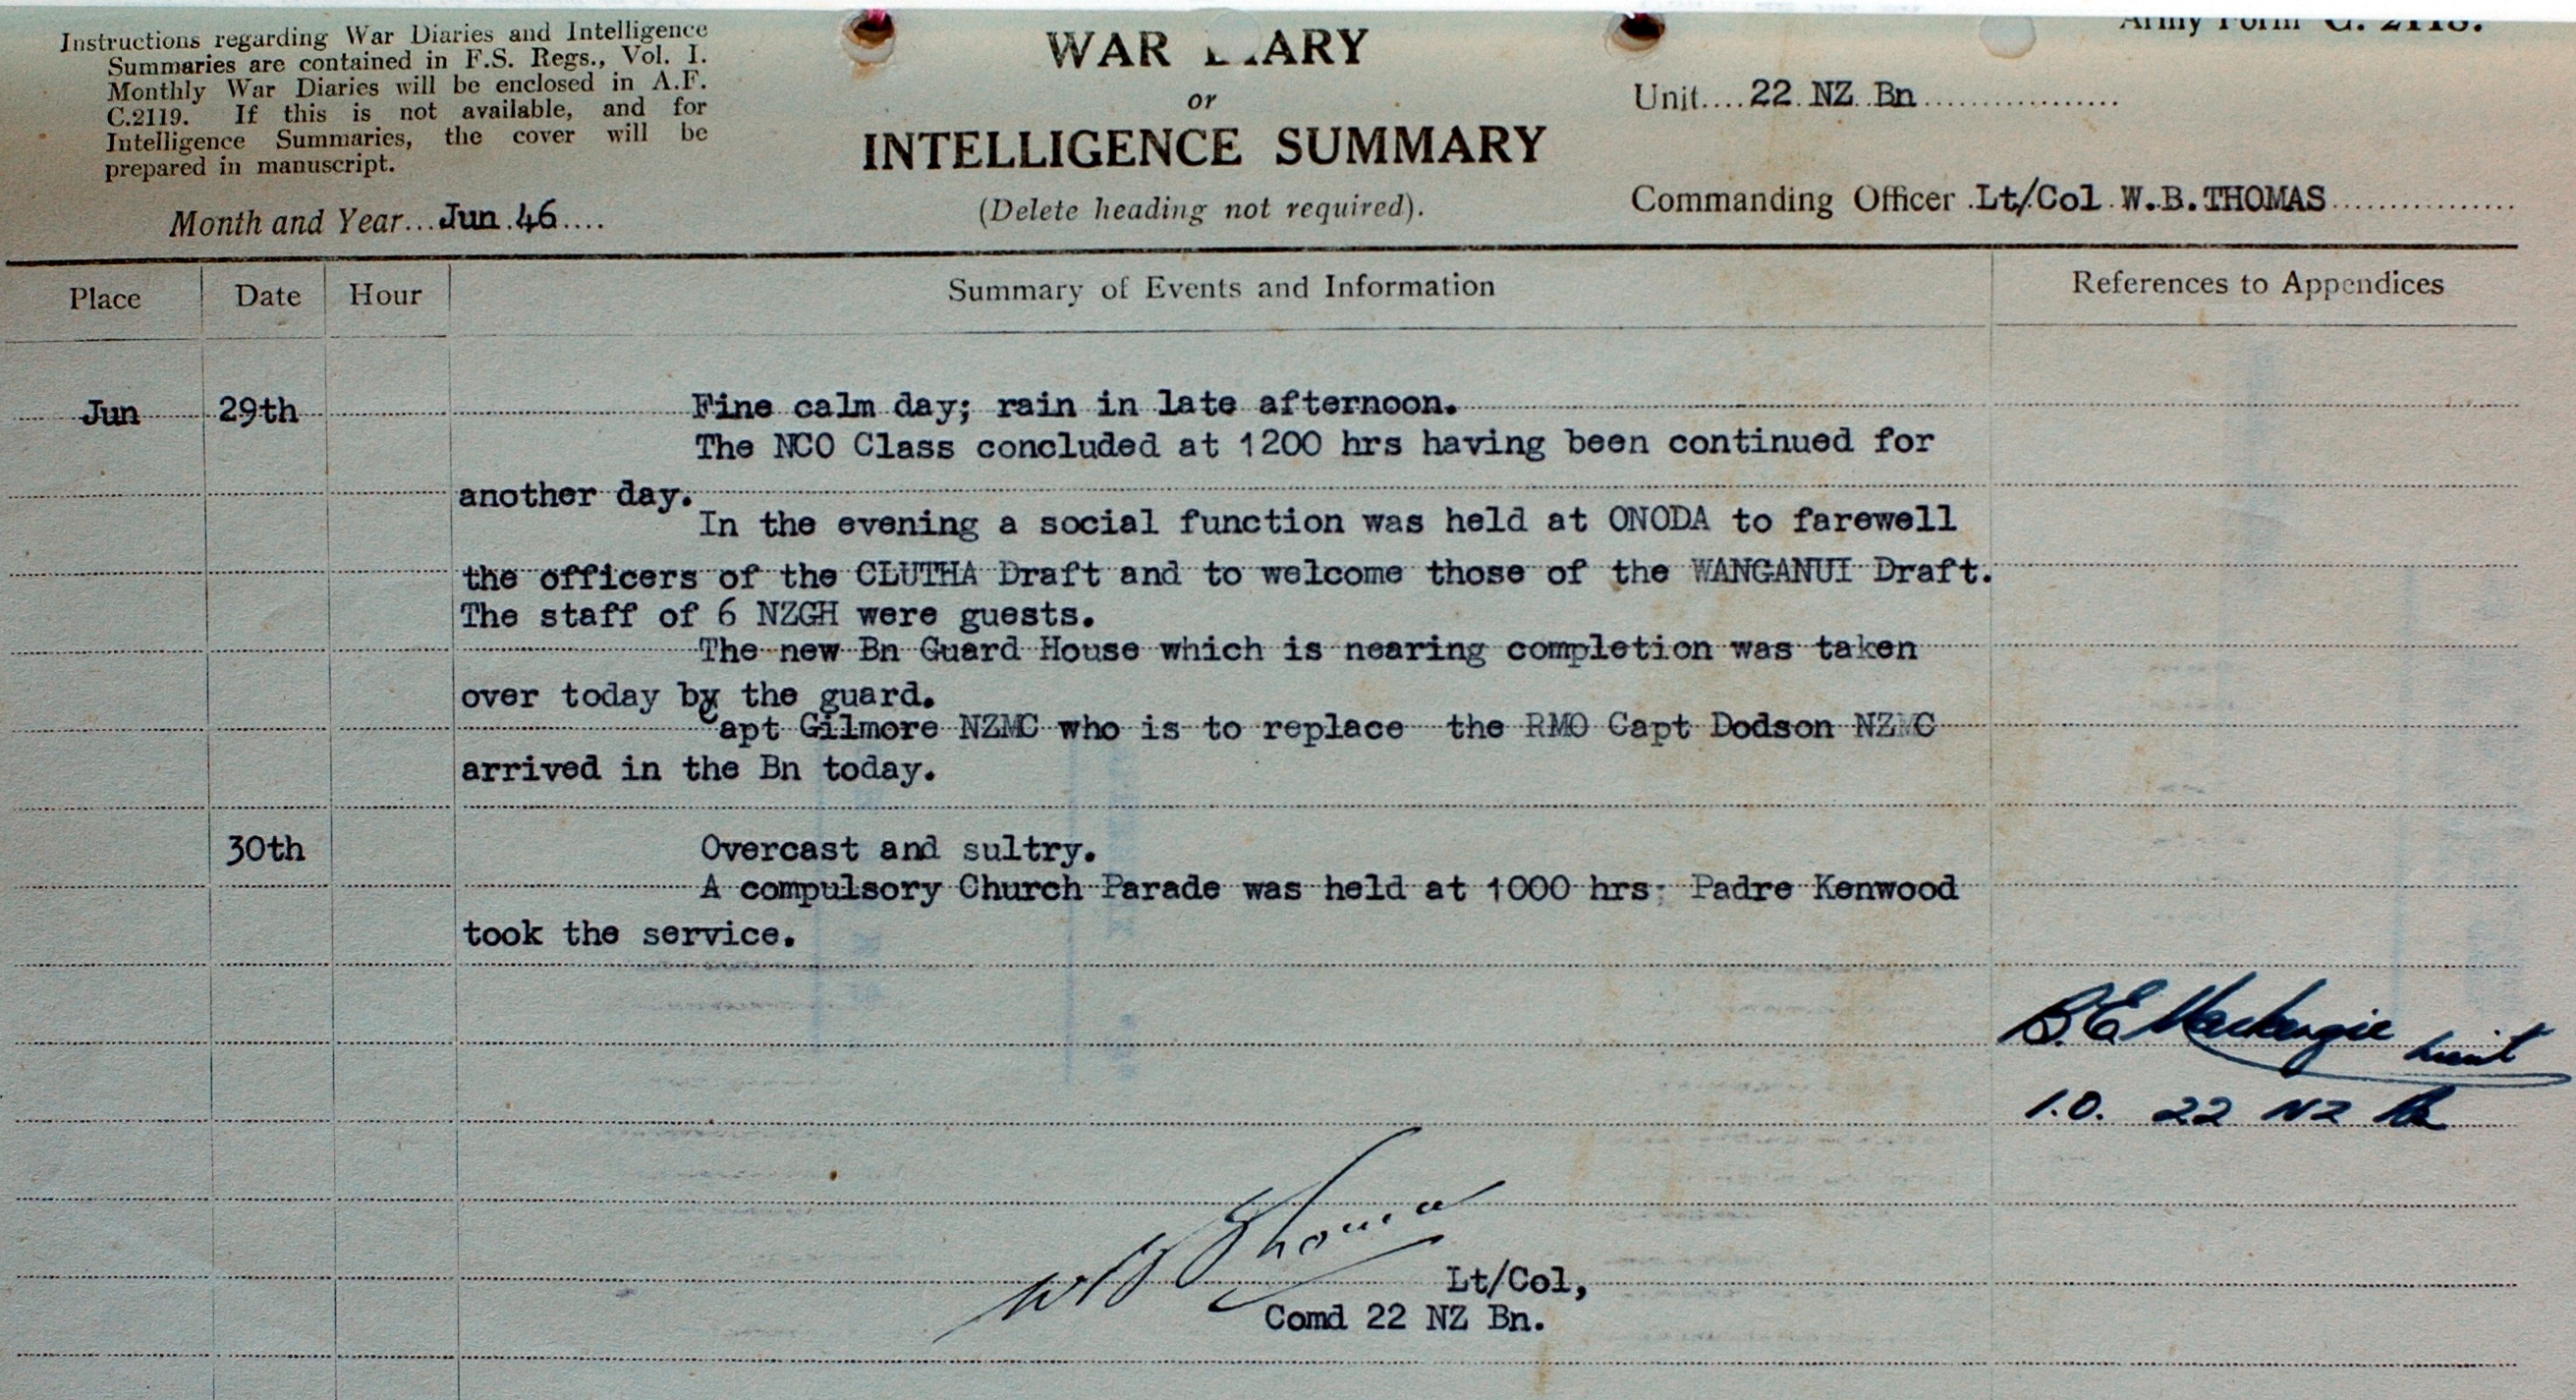 Instructions regarding War Diaries and Intelligence
Summaries are contained in F.S. Regs., Vol. I.
Monthly War Diaries will be enclosed in A.F.
C.2119. If this is not available, and for
Intelligence Summaries, the cover will be
prepared in manuscript.
Month and Year...Jun.46....
WAR DIARY
or
INTELLIGENCE SUMMARY
(Delete heading not required).
Army Form C. 2118.
Unit....22 NZ Bn.................
Commanding Officer .Lt/Col W.B.THOMAS...............
Place Date Hour Summary of Events and Information References to Appendices
Jun 29th Fine calm day; rain in late afternoon.
The NCO Class concluded at 1200 hrs having been continued for
another day.
In the evening a social function was held at ONODA to farewell
the officers of the CLUTHA Draft and to welcome those of the WANGANUI Draft.
The staff of 6 NZGH were guests.
The new Bn Guard House which is nearing completion was taken
over today by the guard.
Capt Gilmore NZMC who is to replace the RMO Capt Dodson NZMC
arrived in the Bn today.
30th Overcast and sultry.
A compulsory Church Parade was held at 1000 hrs; Padre Kenwood
took the service.
B.E. Mackenzie Lieut
I.O. 22 NZ Bn
W B Thomas
Lt/Col,
Comd 22 NZ Bn.